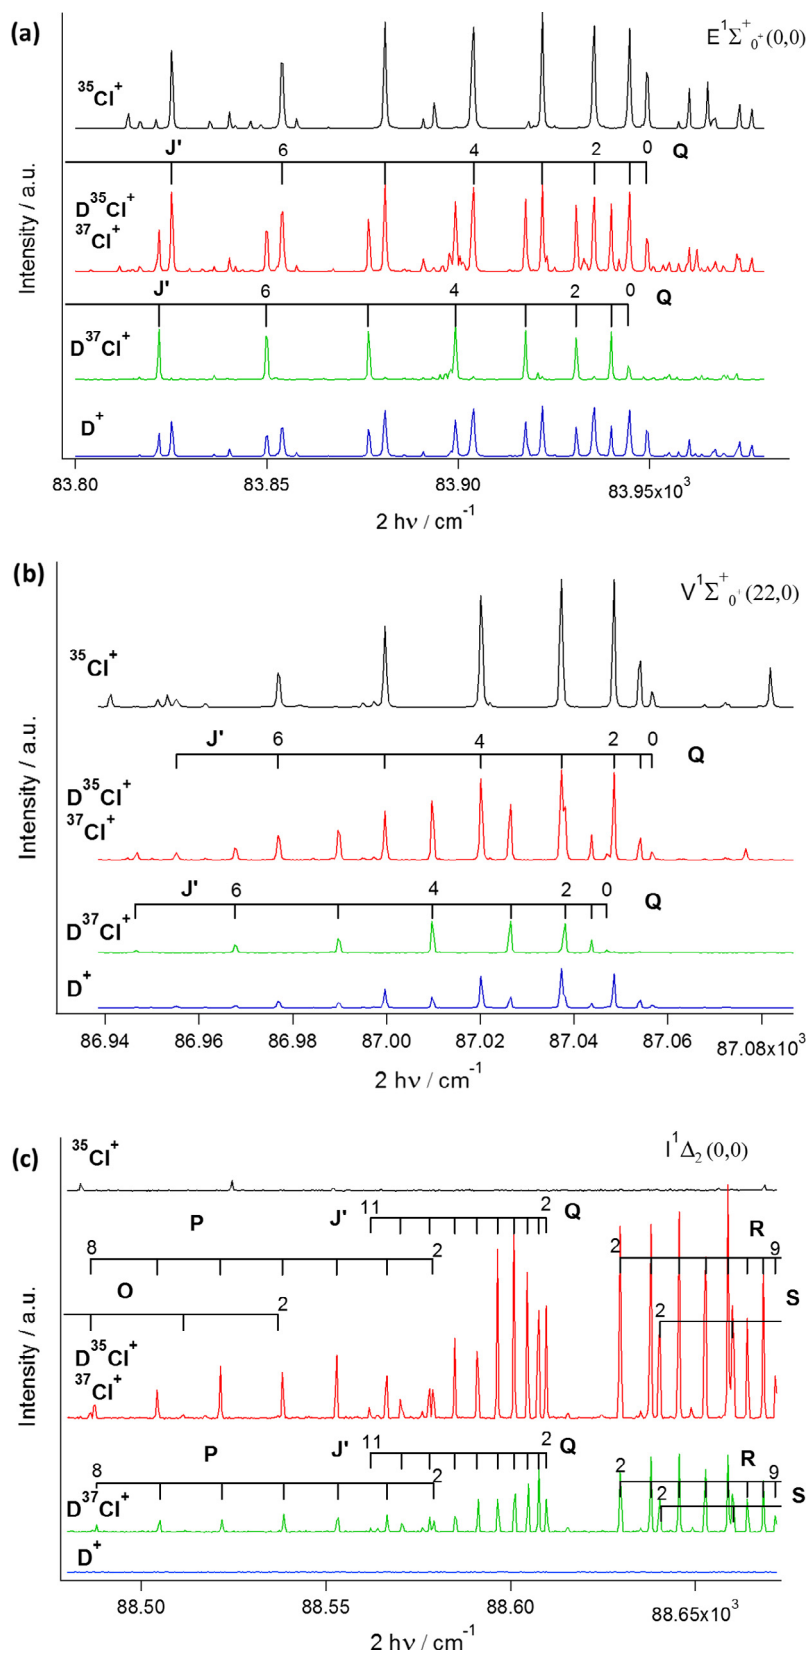 (a)
E¹Σ⁺₀⁺(0,0)
³⁵Cl⁺
J' 6 4 2 0 Q
D³⁵Cl⁺
³⁷Cl⁺
J' 6 4 2 0 Q
D³⁷Cl⁺
D⁺
Intensity / a.u.
83.80 83.85 83.90 83.95x10³
2 hν / cm⁻¹
(b)
V¹Σ⁺₀⁺(22,0)
³⁵Cl⁺
J' 6 4 2 0 Q
D³⁵Cl⁺
³⁷Cl⁺
J' 6 4 2 0 Q
D³⁷Cl⁺
D⁺
Intensity / a.u.
86.94 86.96 86.98 87.00 87.02 87.04 87.06 87.08x10³
2 hν / cm⁻¹
(c)
I¹Δ₂(0,0)
³⁵Cl⁺
P J' 11 2 Q
8 2 2 R 9
O 2 2 S
D³⁵Cl⁺
³⁷Cl⁺
P J' 11 2 Q
8 2 2 R 9
D³⁷Cl⁺ 2 S
D⁺
Intensity / a.u.
88.50 88.55 88.60 88.65x10³
2 hν / cm⁻¹